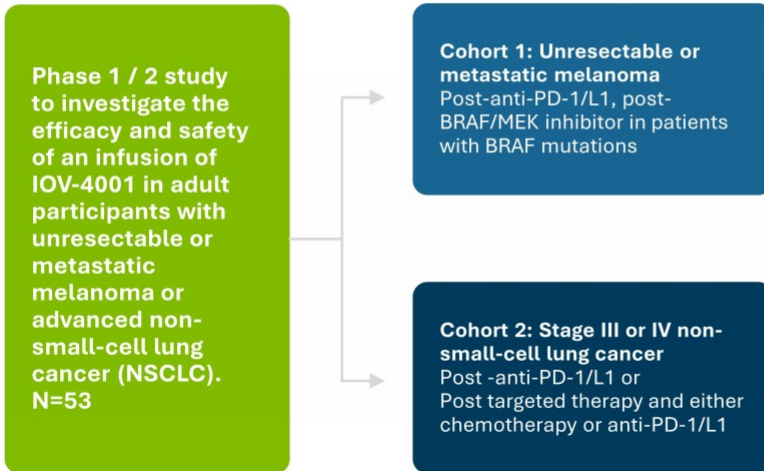 Phase 1 / 2 study
to investigate the
efficacy and safety
of an infusion of
IOV-4001 in adult
participants with
unresectable or
metastatic
melanoma or
advanced non-
small-cell lung
cancer (NSCLC).
N=53
Cohort 1: Unresectable or
metastatic melanoma
Post-anti-PD-1/L1, post-
BRAF/MEK inhibitor in patients
with BRAF mutations
Cohort 2: Stage III or IV non-
small-cell lung cancer
Post -anti-PD-1/L1 or
Post targeted therapy and either
chemotherapy or anti-PD-1/L1